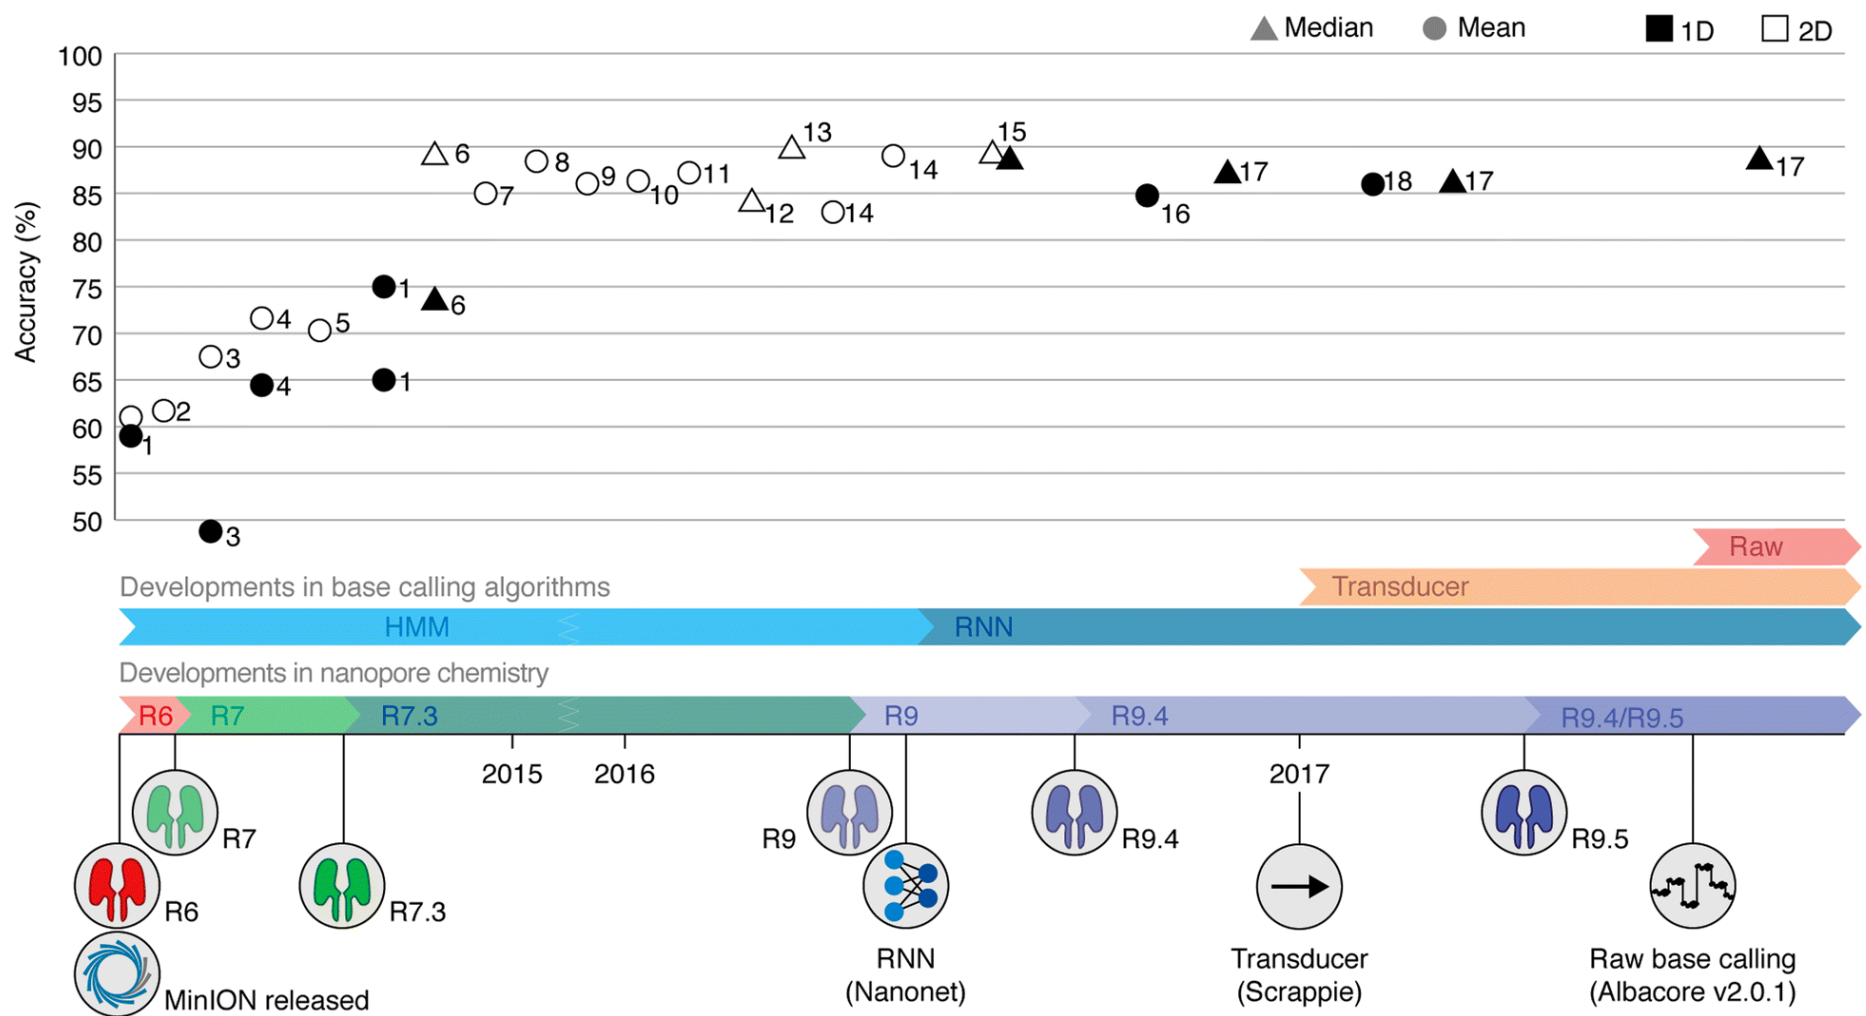 Median Mean 1D 2D
Accuracy (%)
100
95
90
85
80
75
70
65
60
55
50
1
2
3
3
4
4
5
1
1
6
6
7
8
9
10
11
12
13
14
14
15
16
17
18
17
17
Raw
Developments in base calling algorithms
Transducer
HMM RNN
Developments in nanopore chemistry
R6 R7 R7.3 R9 R9.4 R9.4/R9.5
2015 2016 2017
R7 R9 R9.4 R9.5
R6 R7.3
MinION released
RNN
(Nanonet)
Transducer
(Scrappie)
Raw base calling
(Albacore v2.0.1)